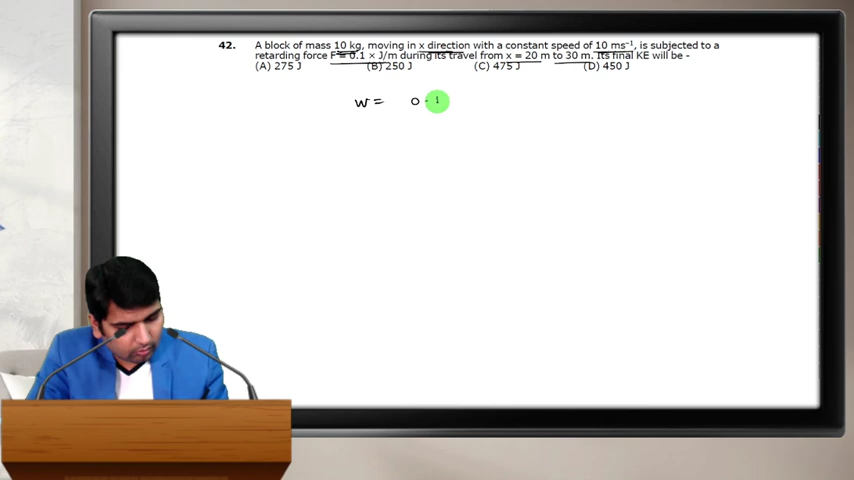 42. A block of mass 10 kg, moving in x direction with a constant speed of 10 ms⁻¹, is subjected to a
retarding force F = 0.1 × J/m during its travel from x = 20 m to 30 m. Its final KE will be -
(A) 275 J (B) 250 J (C) 475 J (D) 450 J
W = 0.1